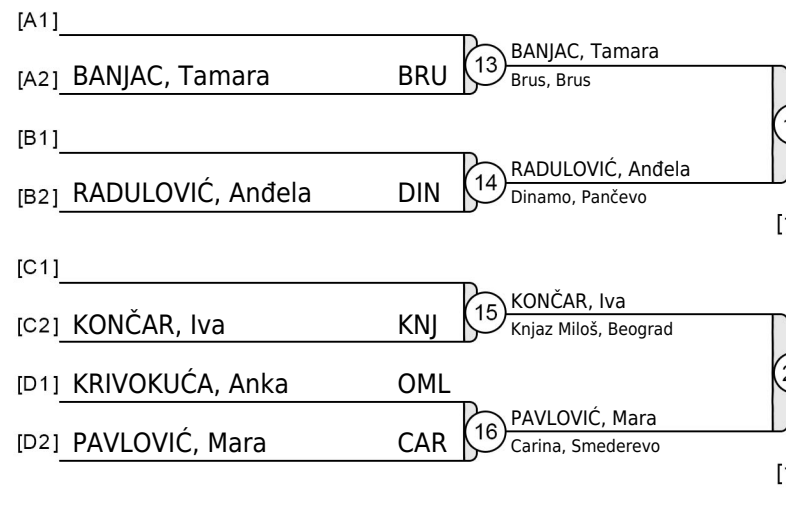 [A1]
[A2] BANJAC, Tamara BRU
13 BANJAC, Tamara
Brus, Brus
[B1]
[B2] RADULOVIĆ, Anđela DIN
14 RADULOVIĆ, Anđela
Dinamo, Pančevo
[C1]
[C2] KONČAR, Iva KNJ
15 KONČAR, Iva
Knjaz Miloš, Beograd
[D1] KRIVOKUĆA, Anka OML
[D2] PAVLOVIĆ, Mara CAR
16 PAVLOVIĆ, Mara
Carina, Smederevo